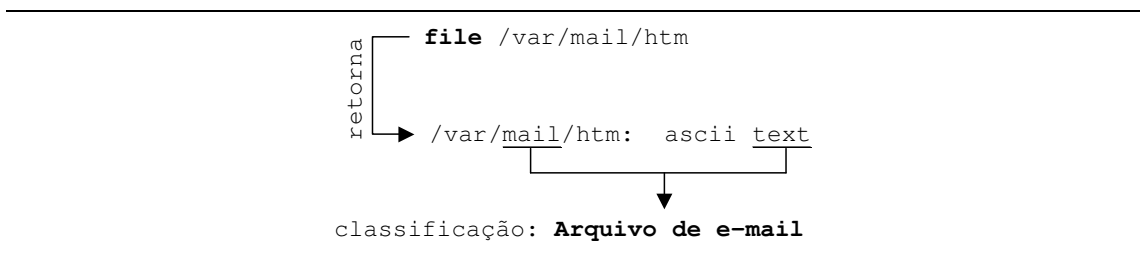 file /var/mail/htm
retorna
/var/mail/htm: ascii text
classificação: Arquivo de e-mail